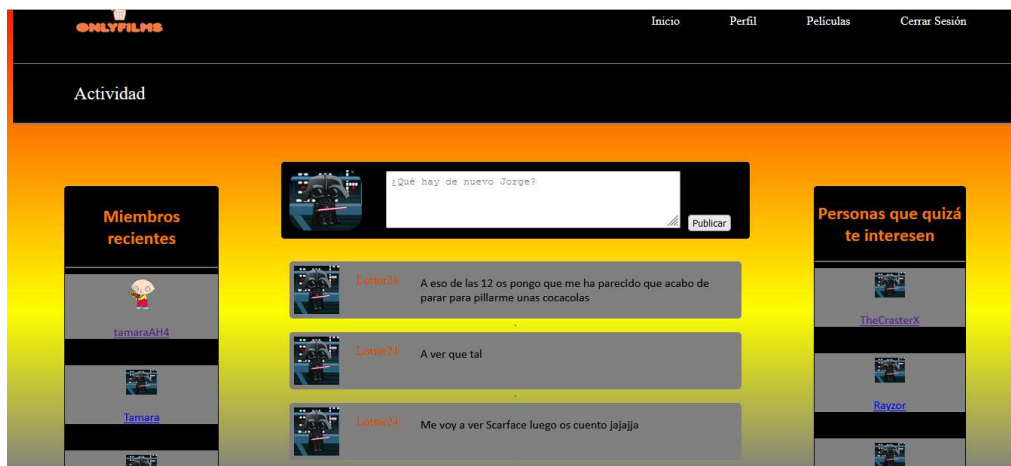 ONLYFILMS
Inicio Perfil Películas Cerrar Sesión
Actividad
Miembros
recientes
tamaraAH4
Tamara
¿Qué hay de nuevo Jorge?
Publicar
Lottor24 A eso de las 12 os pongo que me ha parecido que acabo de
parar para pillarme unas cocacolas
Lottor24 A ver que tal
Lottor24 Me voy a ver Scarface luego os cuento jajajja
Personas que quizá
te interesen
TheCrasterX
Rayzor